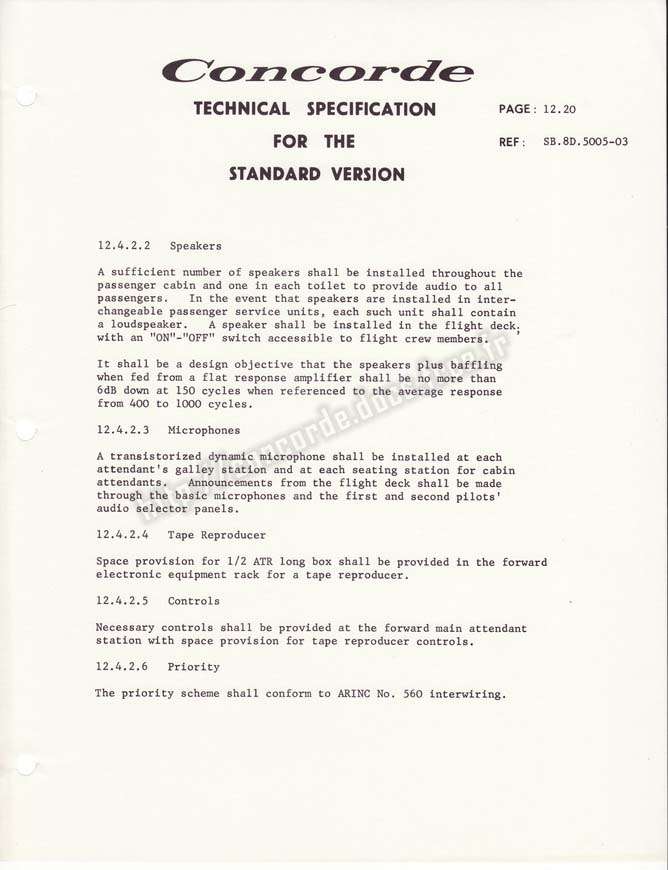 Concorde
TECHNICAL SPECIFICATION
FOR THE
STANDARD VERSION
PAGE: 12.20
REF: SB.8D.5005-03
12.4.2.2 Speakers
A sufficient number of speakers shall be installed throughout the
passenger cabin and one in each toilet to provide audio to all
passengers. In the event that speakers are installed in inter-
changeable passenger service units, each such unit shall contain
a loudspeaker. A speaker shall be installed in the flight deck;
with an "ON"-"OFF" switch accessible to flight crew members.
It shall be a design objective that the speakers plus baffling
when fed from a flat response amplifier shall be no more than
6dB down at 150 cycles when referenced to the average response
from 400 to 1000 cycles.
12.4.2.3 Microphones
A transistorized dynamic microphone shall be installed at each
attendant's galley station and at each seating station for cabin
attendants. Announcements from the flight deck shall be made
through the basic microphones and the first and second pilots'
audio selector panels.
12.4.2.4 Tape Reproducer
Space provision for 1/2 ATR long box shall be provided in the forward
electronic equipment rack for a tape reproducer.
12.4.2.5 Controls
Necessary controls shall be provided at the forward main attendant
station with space provision for tape reproducer controls.
12.4.2.6 Priority
The priority scheme shall conform to ARINC No. 560 interwiring.